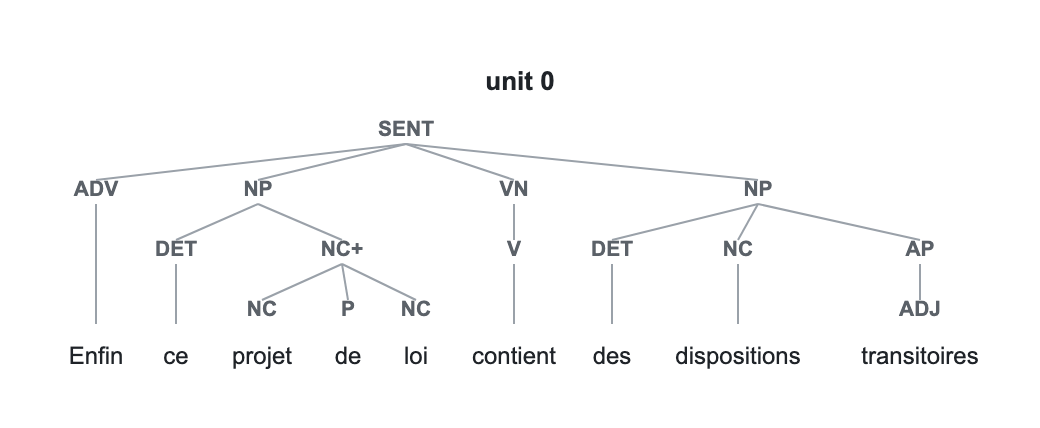 unit 0
SENT
ADV NP VN NP
DET NC+ V DET NC AP
NC P NC ADJ
Enfin ce projet de loi contient des dispositions transitoires